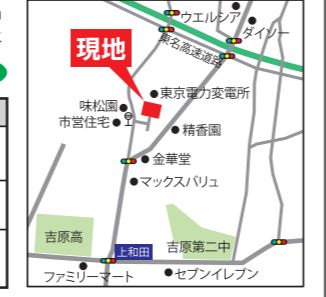 ウエルシア
ダイソー
東名高速道路
現地
東京電力変電所
味松園
市営住宅
精香園
金華堂
マックスバリュ
吉原高
上和田
吉原第二中
ファミリーマート
セブンイレブン